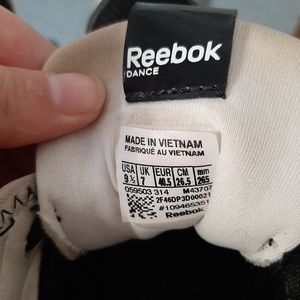 Reebok
DANCE
MADE IN VIETNAM
FABRIQUÉ AU VIETNAM
USA UK EUR CM mm
9½ 7 40.5 26.5 265
059503 314 M43707
2F46DP3D00021
#109465351
Reebok